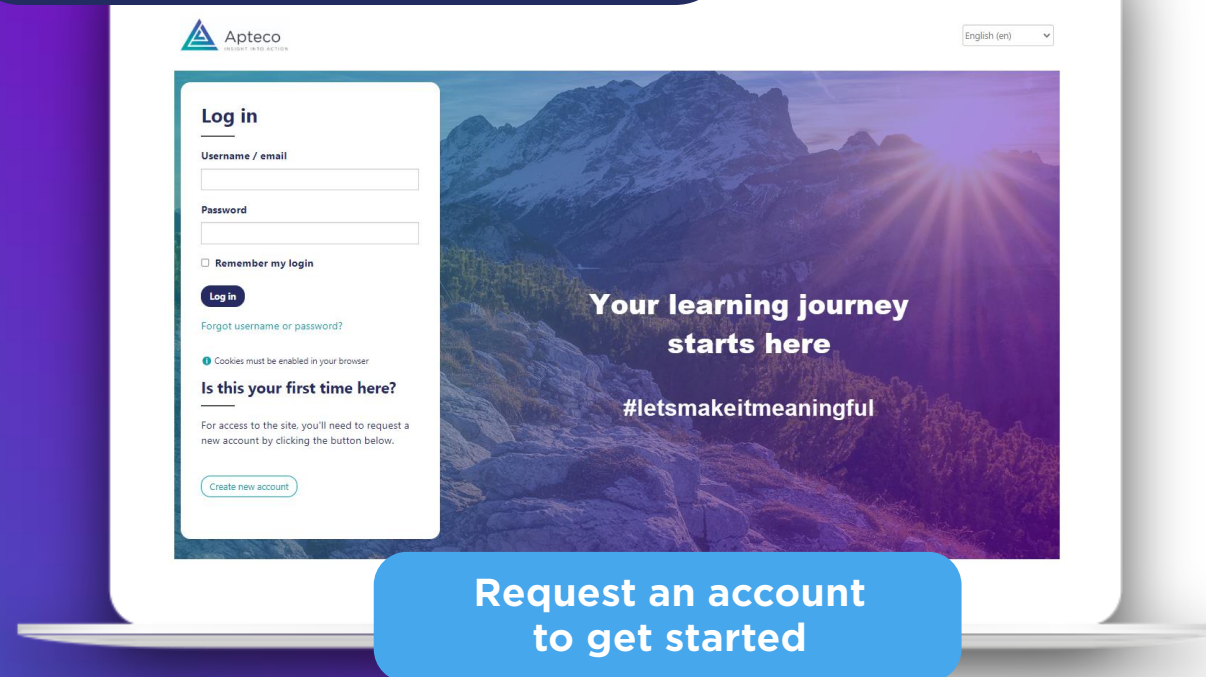 Apteco
INSIGHT INTO ACTION
English (en)
Log in
Username / email
Password
Remember my login
Log in
Forgot username or password?
Cookies must be enabled in your browser
Is this your first time here?
For access to the site, you'll need to request a
new account by clicking the button below.
Create new account
Your learning journey
starts here
#letsmakeitmeaningful
Request an account
to get started